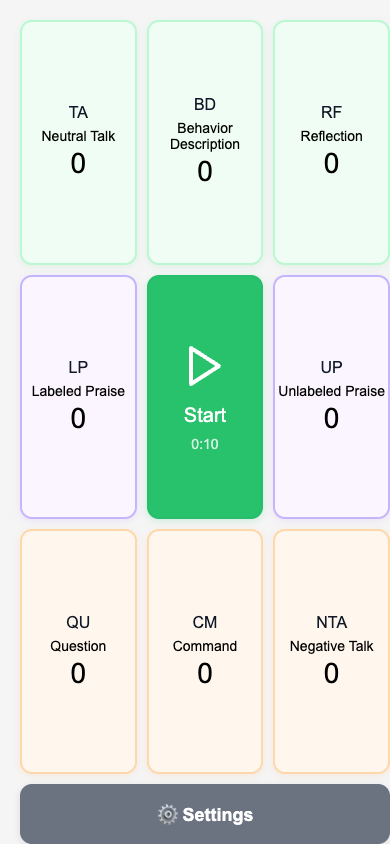 TA
Neutral Talk
0
BD
Behavior
Description
0
RF
Reflection
0
LP
Labeled Praise
0
Start
0:10
UP
Unlabeled Praise
0
QU
Question
0
CM
Command
0
NTA
Negative Talk
0
Settings